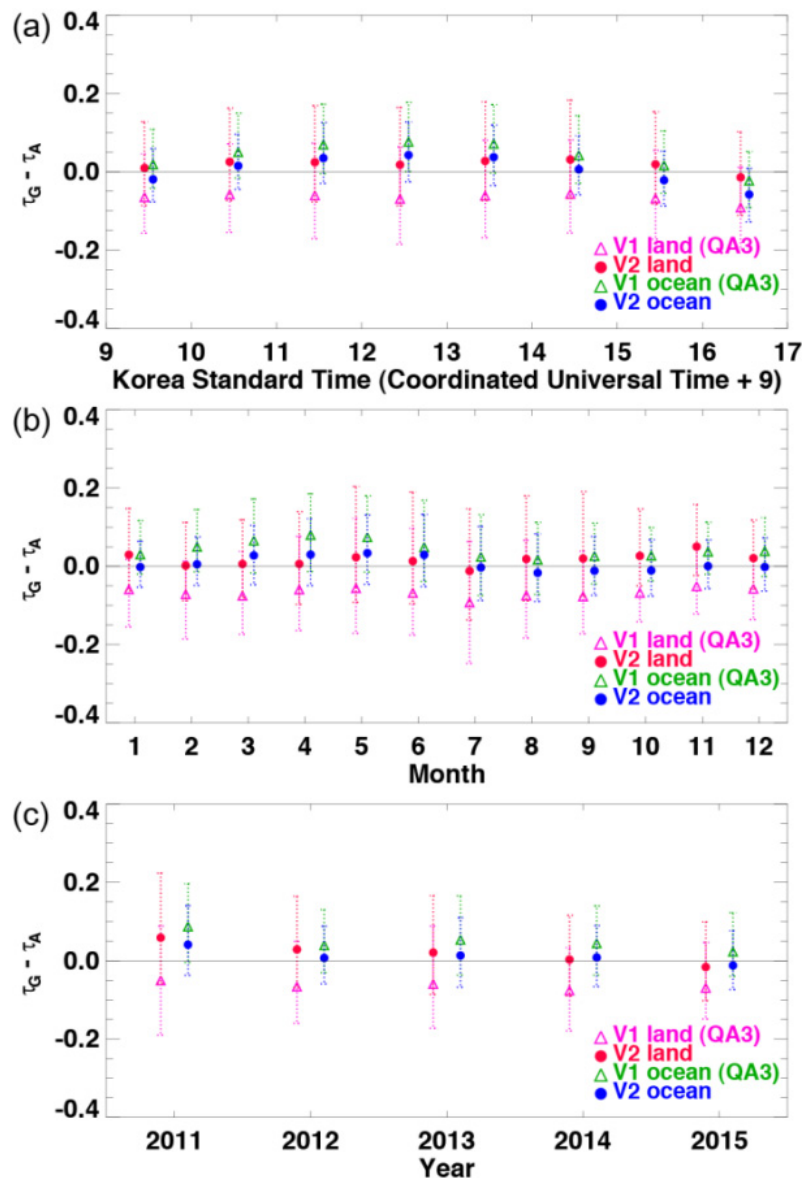 (a)
0.4
0.2
0.0
-0.2
-0.4
τG - τA
V1 land (QA3)
V2 land
V1 ocean (QA3)
V2 ocean
9 10 11 12 13 14 15 16 17
Korea Standard Time (Coordinated Universal Time + 9)
(b)
0.4
0.2
0.0
-0.2
-0.4
τG - τA
V1 land (QA3)
V2 land
V1 ocean (QA3)
V2 ocean
1 2 3 4 5 6 7 8 9 10 11 12
Month
(c)
0.4
0.2
0.0
-0.2
-0.4
τG - τA
V1 land (QA3)
V2 land
V1 ocean (QA3)
V2 ocean
2011 2012 2013 2014 2015
Year